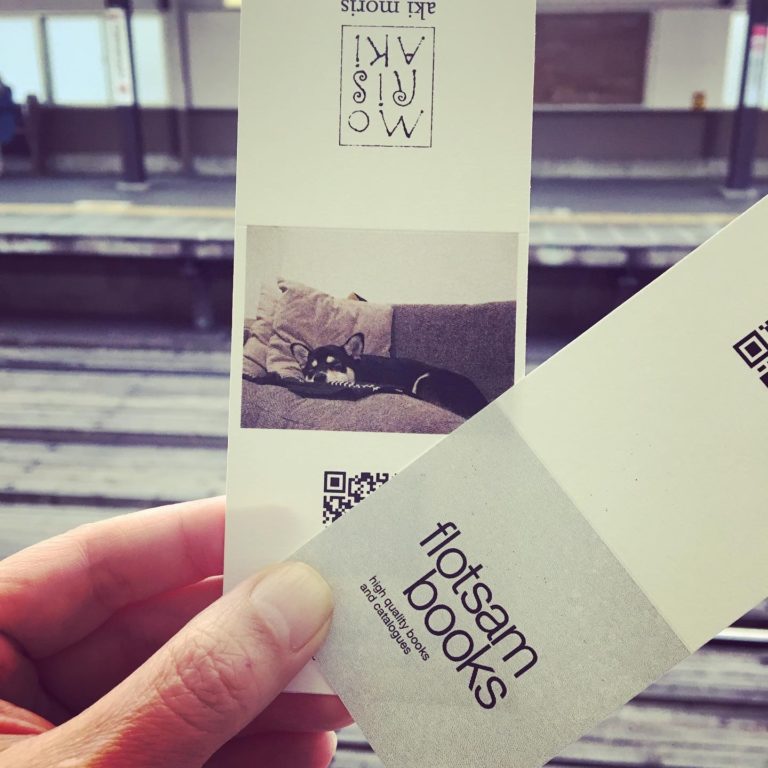 MO
RIS
AKI
aki moris
flotsam
books
high quality books
and catalogues